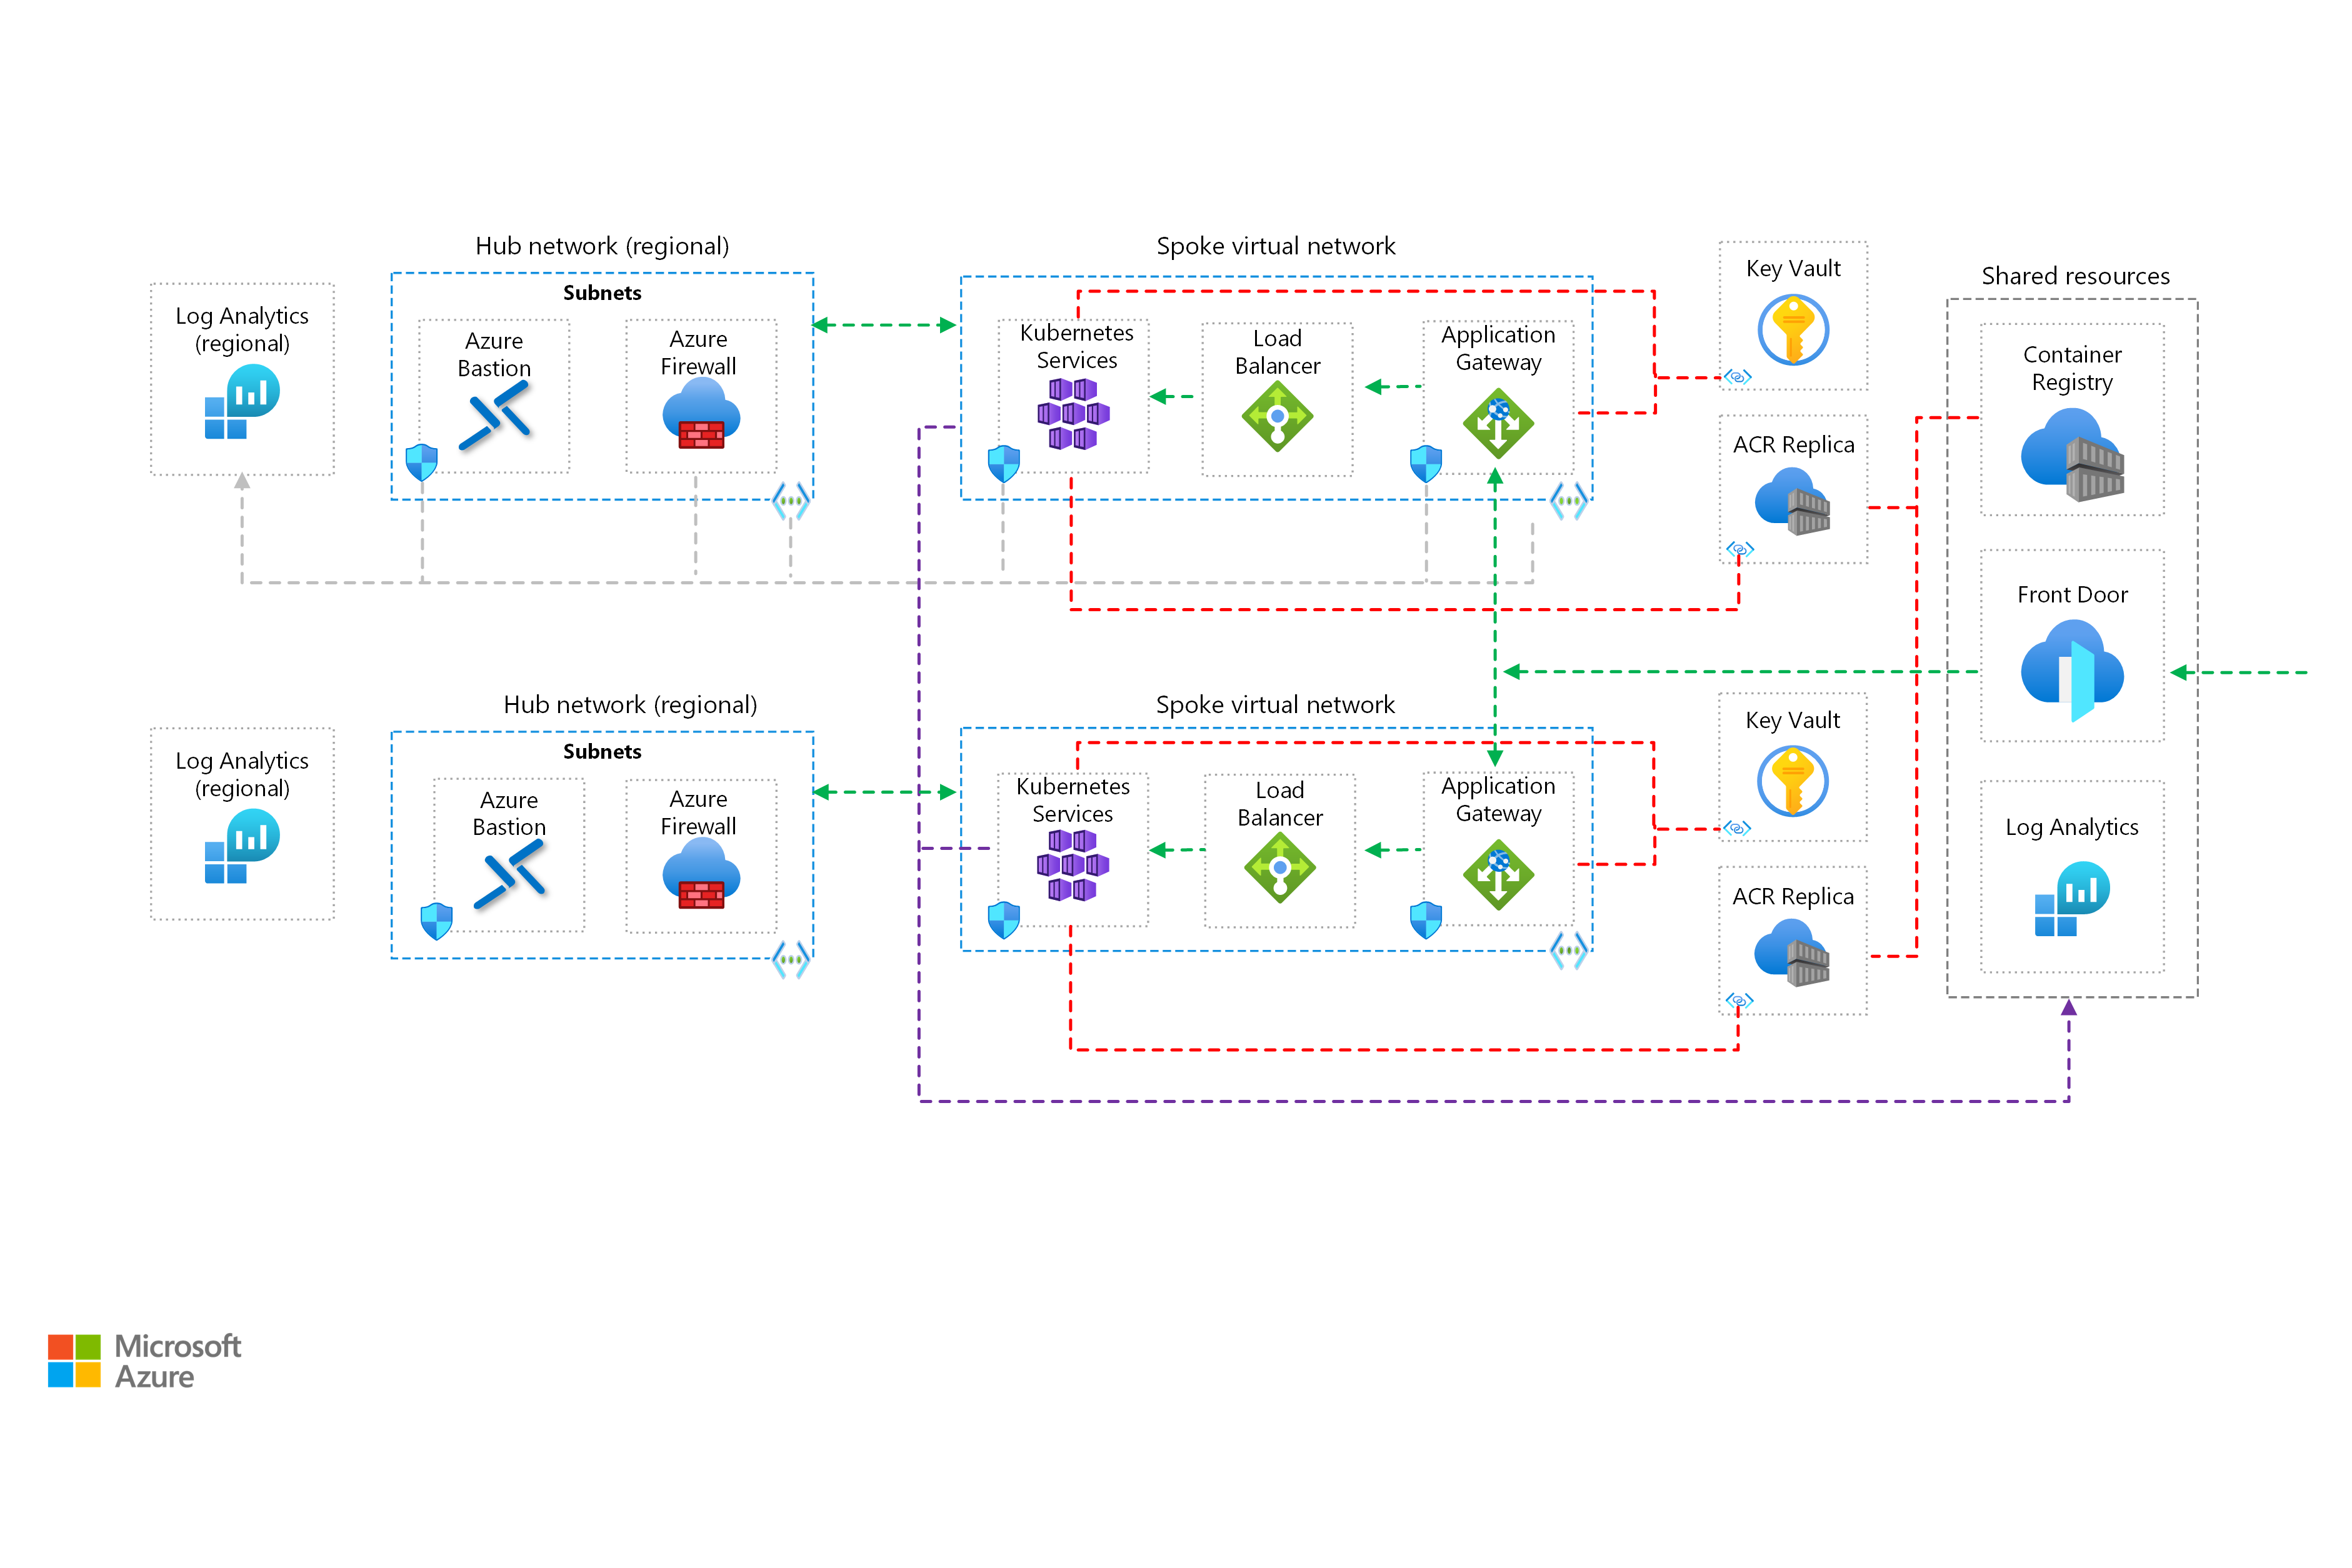 Hub network (regional)
Spoke virtual network
Shared resources
Log Analytics
(regional)
Subnets
Azure
Bastion
Azure
Firewall
Kubernetes
Services
Load
Balancer
Application
Gateway
Key Vault
ACR Replica
Container
Registry
Front Door
Hub network (regional)
Spoke virtual network
Log Analytics
(regional)
Subnets
Azure
Bastion
Azure
Firewall
Kubernetes
Services
Load
Balancer
Application
Gateway
Key Vault
ACR Replica
Log Analytics
Microsoft
Azure